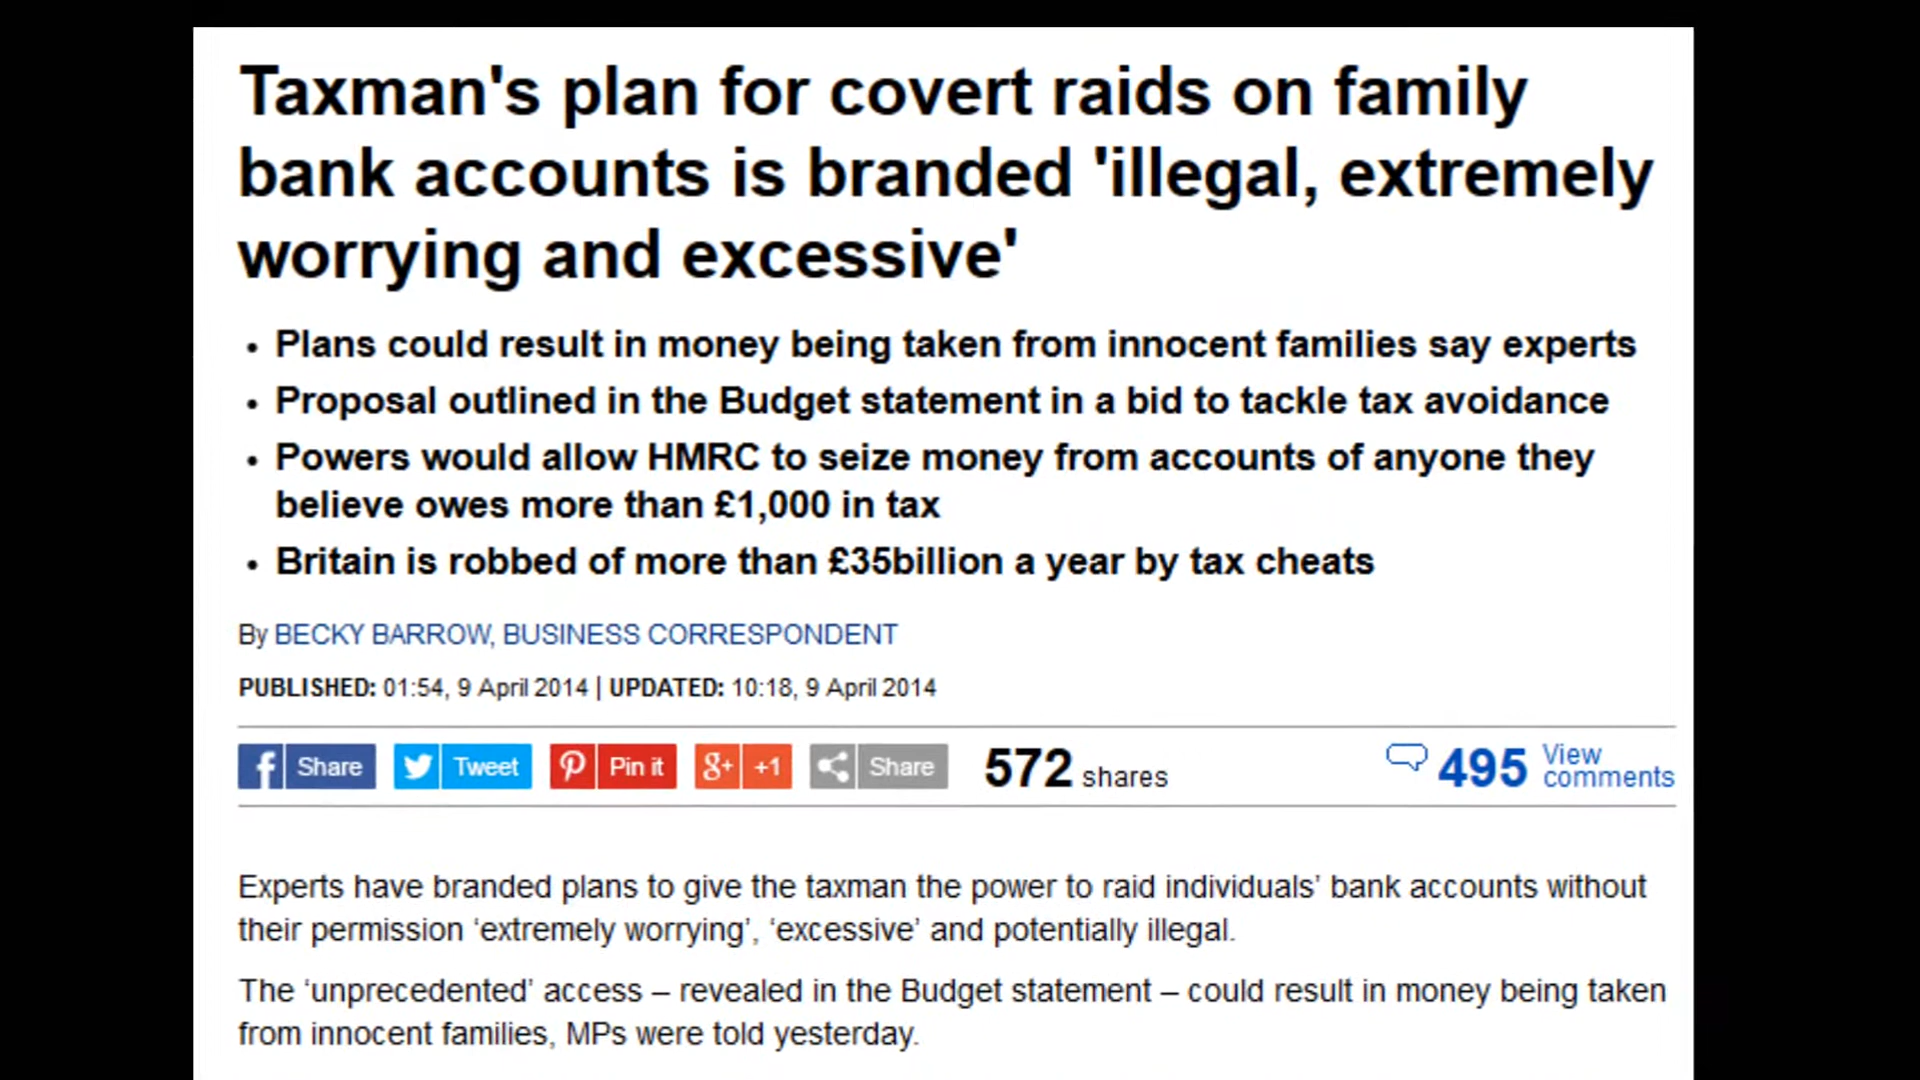 Taxman's plan for covert raids on family
bank accounts is branded 'illegal, extremely
worrying and excessive'
• Plans could result in money being taken from innocent families say experts
• Proposal outlined in the Budget statement in a bid to tackle tax avoidance
• Powers would allow HMRC to seize money from accounts of anyone they
believe owes more than £1,000 in tax
• Britain is robbed of more than £35billion a year by tax cheats
By BECKY BARROW, BUSINESS CORRESPONDENT
PUBLISHED: 01:54, 9 April 2014 | UPDATED: 10:18, 9 April 2014
f Share Tweet Pin it g+ +1 Share 572 shares 495 View comments
Experts have branded plans to give the taxman the power to raid individuals’ bank accounts without
their permission ‘extremely worrying’, ‘excessive’ and potentially illegal.
The ‘unprecedented’ access – revealed in the Budget statement – could result in money being taken
from innocent families, MPs were told yesterday.